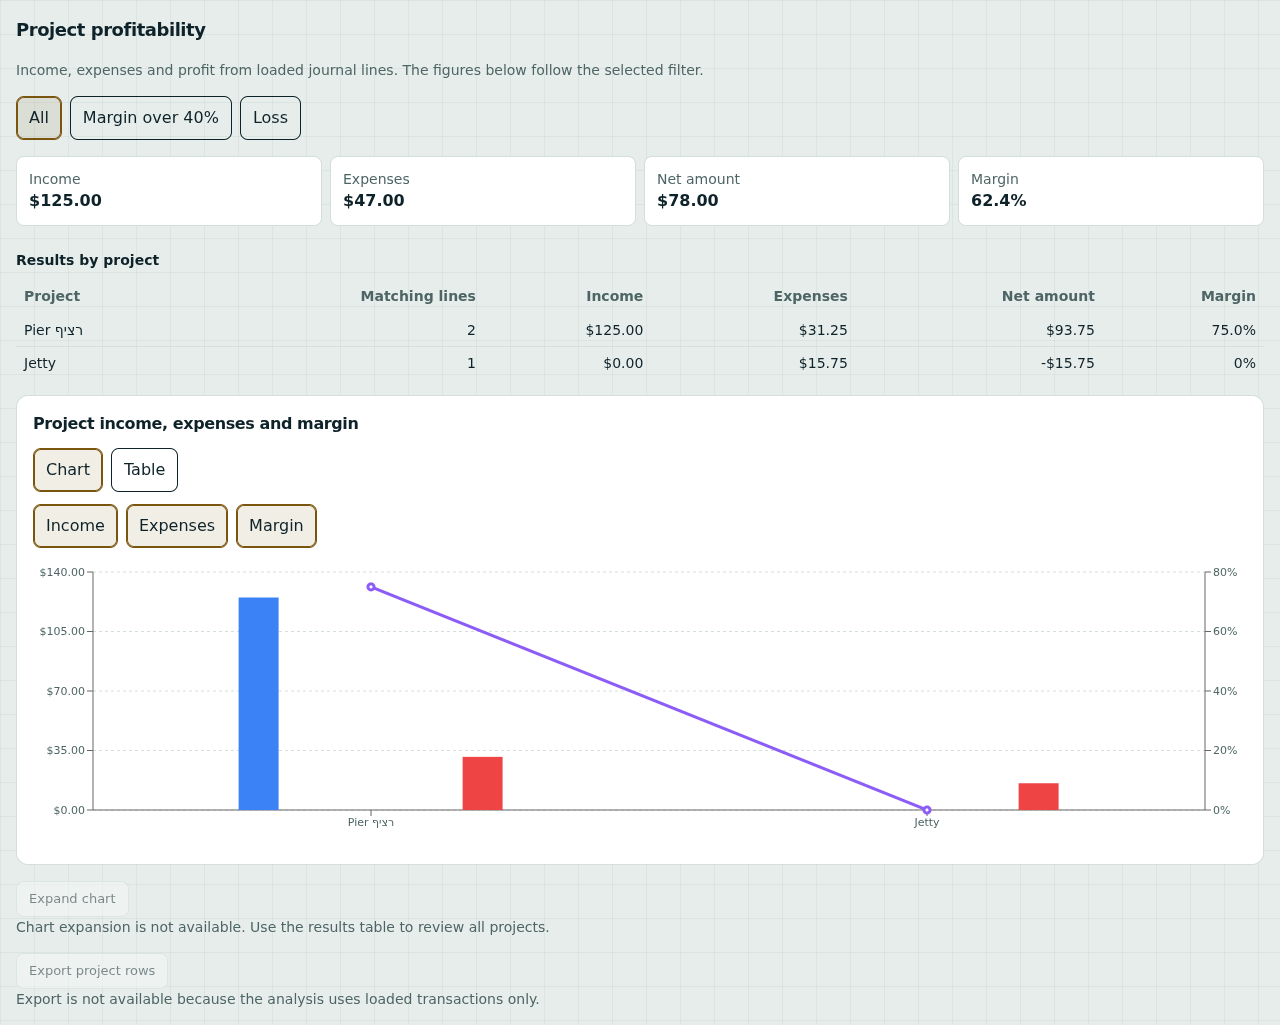 Project profitability
Income, expenses and profit from loaded journal lines. The figures below follow the selected filter.
All Margin over 40% Loss
Income Expenses Net amount Margin
$125.00 $47.00 $78.00 62.4%
Results by project
Project Matching lines Income Expenses Net amount Margin
Pier רציף 2 $125.00 $31.25 $93.75 75.0%
Jetty 1 $0.00 $15.75 -$15.75 0%
Project income, expenses and margin
Chart Table
Income Expenses Margin
$140.00 80%
$105.00 60%
$70.00 40%
$35.00 20%
$0.00 0%
Pier רציף Jetty
Expand chart
Chart expansion is not available. Use the results table to review all projects.
Export project rows
Export is not available because the analysis uses loaded transactions only.